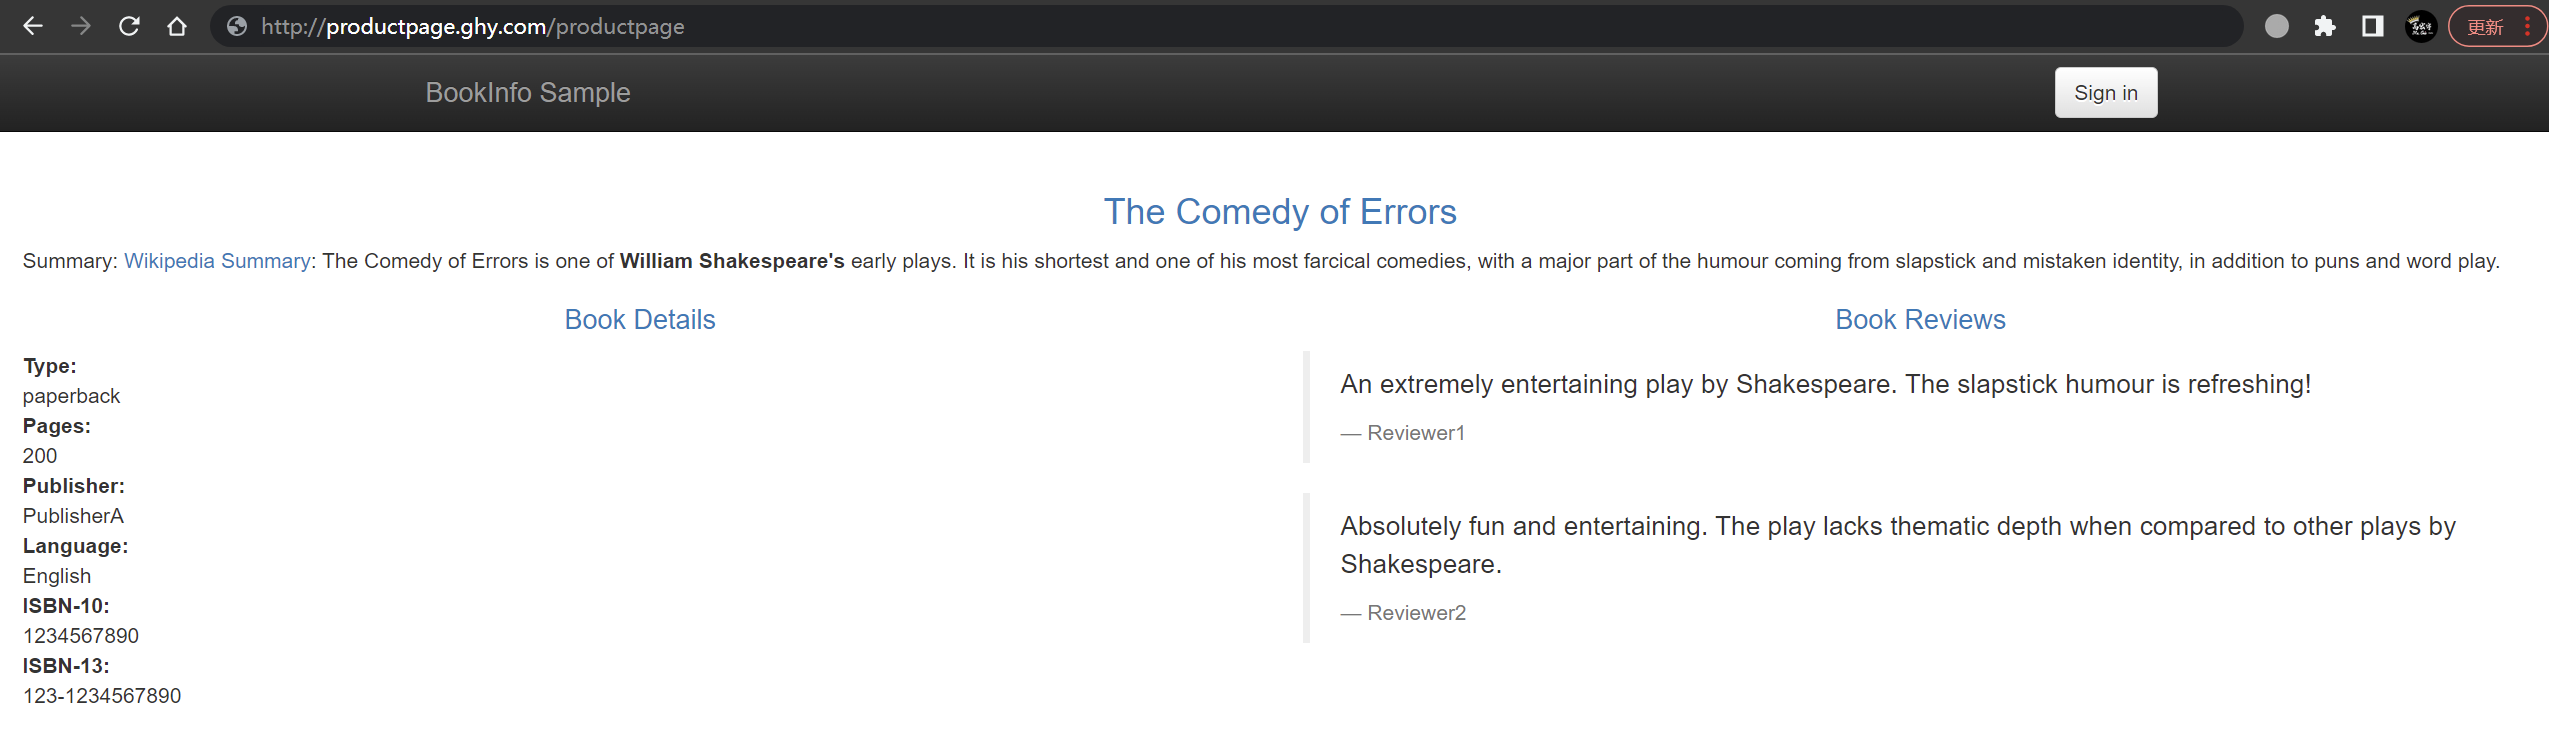 http://productpage.ghy.com/productpage
更新
BookInfo Sample
Sign in
The Comedy of Errors
Summary: Wikipedia Summary: The Comedy of Errors is one of William Shakespeare's early plays. It is his shortest and one of his most farcical comedies, with a major part of the humour coming from slapstick and mistaken identity, in addition to puns and word play.
Book Details
Type:
paperback
Pages:
200
Publisher:
PublisherA
Language:
English
ISBN-10:
1234567890
ISBN-13:
123-1234567890
Book Reviews
An extremely entertaining play by Shakespeare. The slapstick humour is refreshing!
— Reviewer1
Absolutely fun and entertaining. The play lacks thematic depth when compared to other plays by
Shakespeare.
— Reviewer2